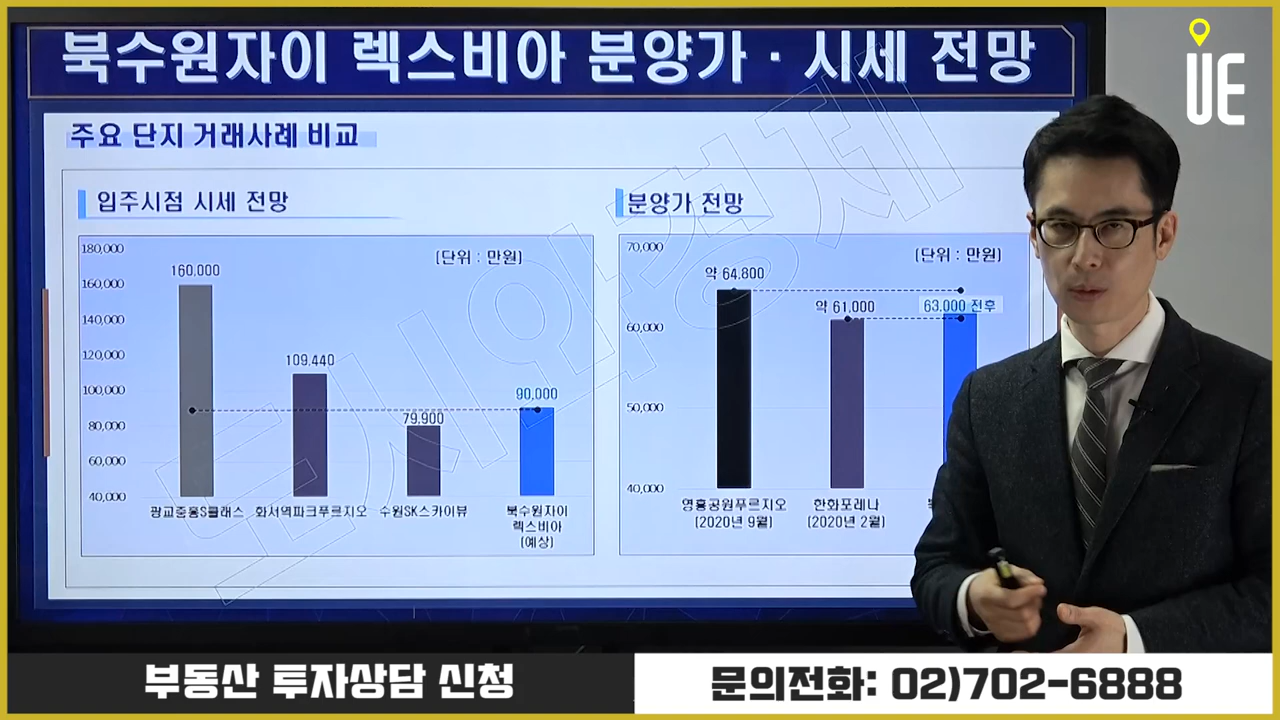 북수원자이 렉스비아 분양가 · 시세 전망
UE
주요 단지 거래사례 비교
입주시점 시세 전망
(단위 : 만원)
180,000
160,000
140,000
120,000
100,000
80,000
60,000
40,000
160,000
109,440
79,900
90,000
광교중흥S클래스
화서역파크푸르지오
수원SK스카이뷰
북수원자이
렉스비아
(예상)
분양가 전망
(단위 : 만원)
70,000
60,000
50,000
40,000
약 64,800
약 61,000
63,000 전후
영흥공원푸르지오
(2020년 9월)
한화포레나
(2020년 2월)
도시와경제
부동산 투자상담 신청
문의전화: 02)702-6888